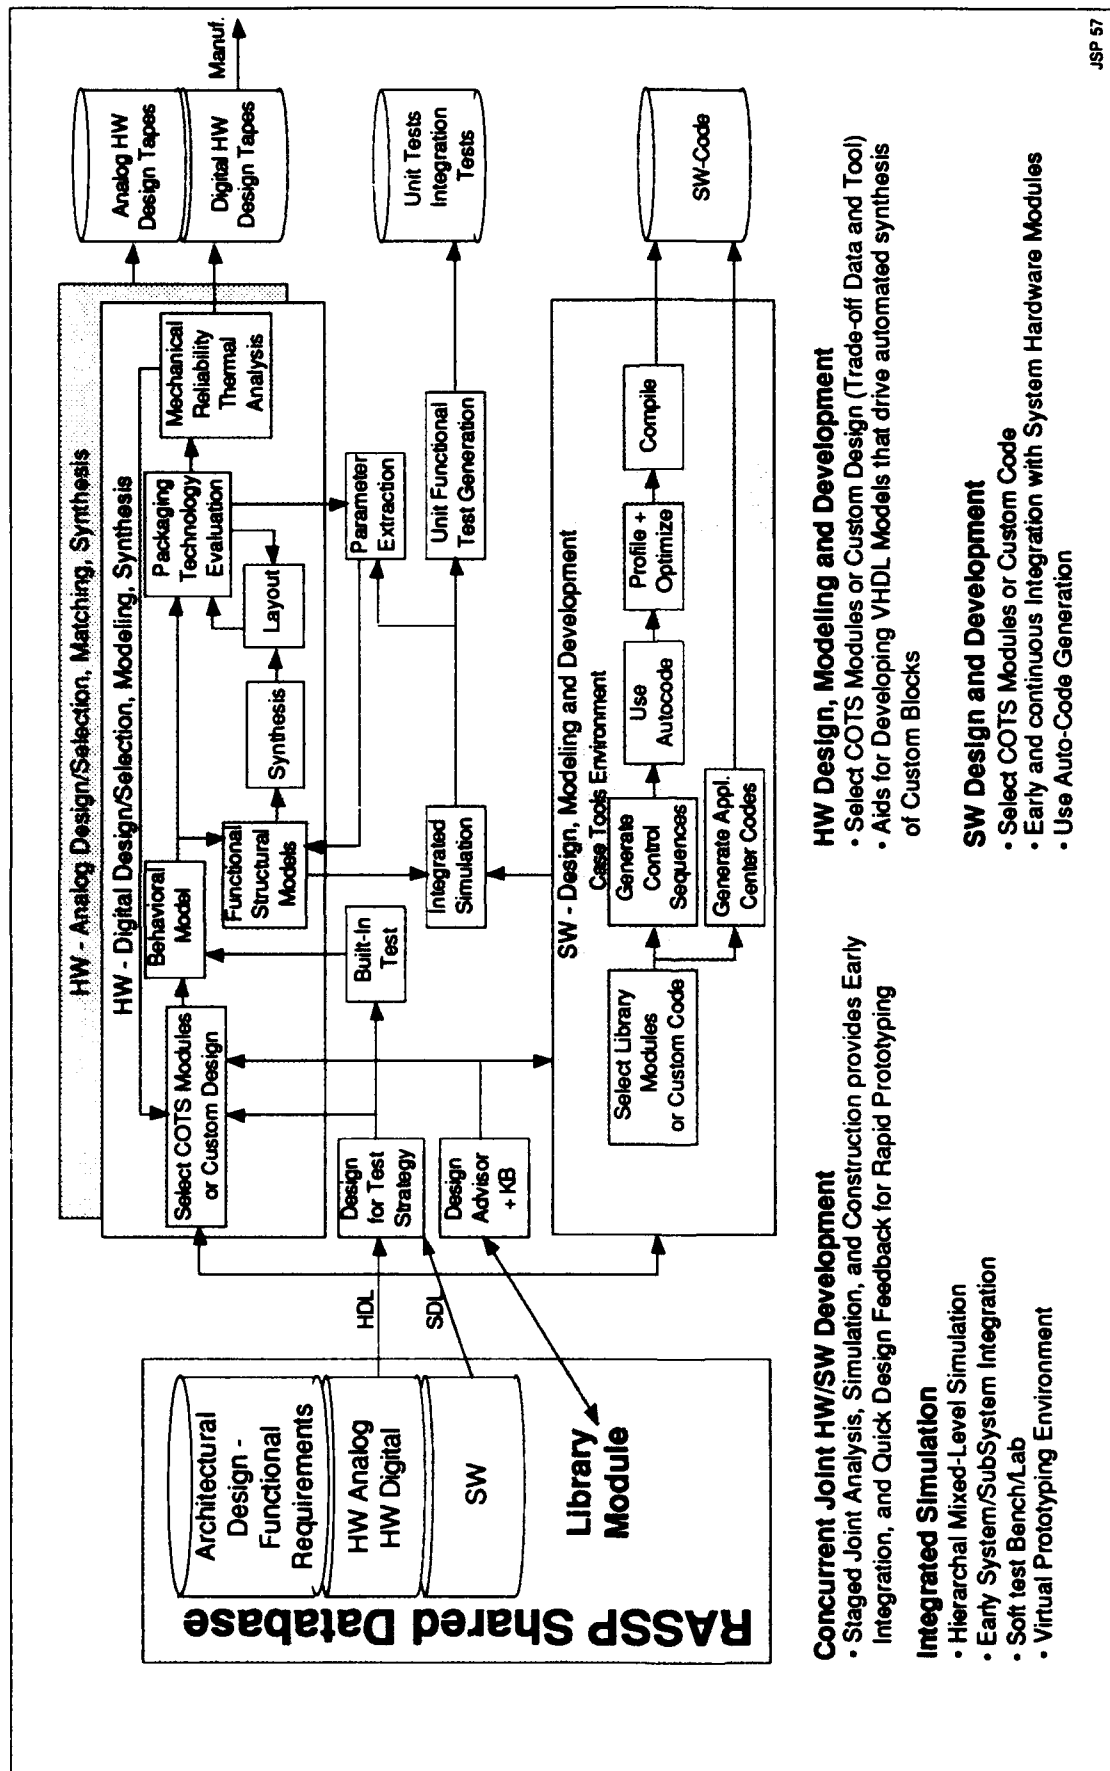 RASSP Shared Database
Architectural
Design -
Functional
Requirements
HW Analog
HW Digital
SW
Library
Module
HDL
SDL
Design
for Test
Strategy
Design
Advisor
+ KB
HW - Analog Design/Selection, Matching, Synthesis
HW - Digital Design/Selection, Modeling, Synthesis
Select COTS Modules
or Custom Design
Behavioral
Model
Functional
Structural
Models
Synthesis
Layout
Packaging
Technology
Evaluation
Mechanical
Reliability
Thermal
Analysis
Built-In
Test
Integrated
Simulation
Parameter
Extraction
Unit Functional
Test Generation
Analog HW
Design Tapes
Digital HW
Design Tapes
Manuf.
Unit Tests
Integration
Tests
SW - Design, Modeling and Development
Case Tools Environment
Select Library
Modules
or Custom Code
Generate
Control
Sequences
Use
Autocode
Profile +
Optimize
Compile
Generate Appl.
Center Codes
SW-Code
Concurrent Joint HW/SW Development
• Staged Joint Analysis, Simulation, and Construction provides Early
Integration, and Quick Design Feedback for Rapid Prototyping
Integrated Simulation
• Hierarchal Mixed-Level Simulation
• Early System/SubSystem Integration
• Soft test Bench/Lab
• Virtual Prototyping Environment
HW Design, Modeling and Development
• Select COTS Modules or Custom Design (Trade-off Data and Tool)
• Aids for Developing VHDL Models that drive automated synthesis
of Custom Blocks
SW Design and Development
• Select COTS Modules or Custom Code
• Early and continuous Integration with System Hardware Modules
• Use Auto-Code Generation
JSP 57